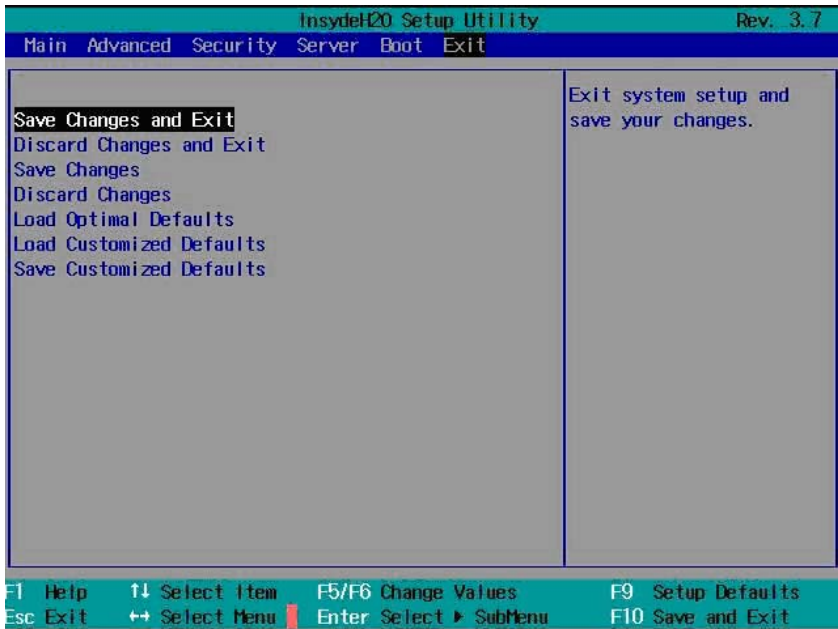 InsydeH20 Setup Utility Rev. 3.7
Main Advanced Security Server Boot Exit
Save Changes and Exit
Discard Changes and Exit
Save Changes
Discard Changes
Load Optimal Defaults
Load Customized Defaults
Save Customized Defaults
Exit system setup and
save your changes.
F1 Help ↑↓ Select Item F5/F6 Change Values F9 Setup Defaults
Esc Exit ↔ Select Menu Enter Select ▶ SubMenu F10 Save and Exit